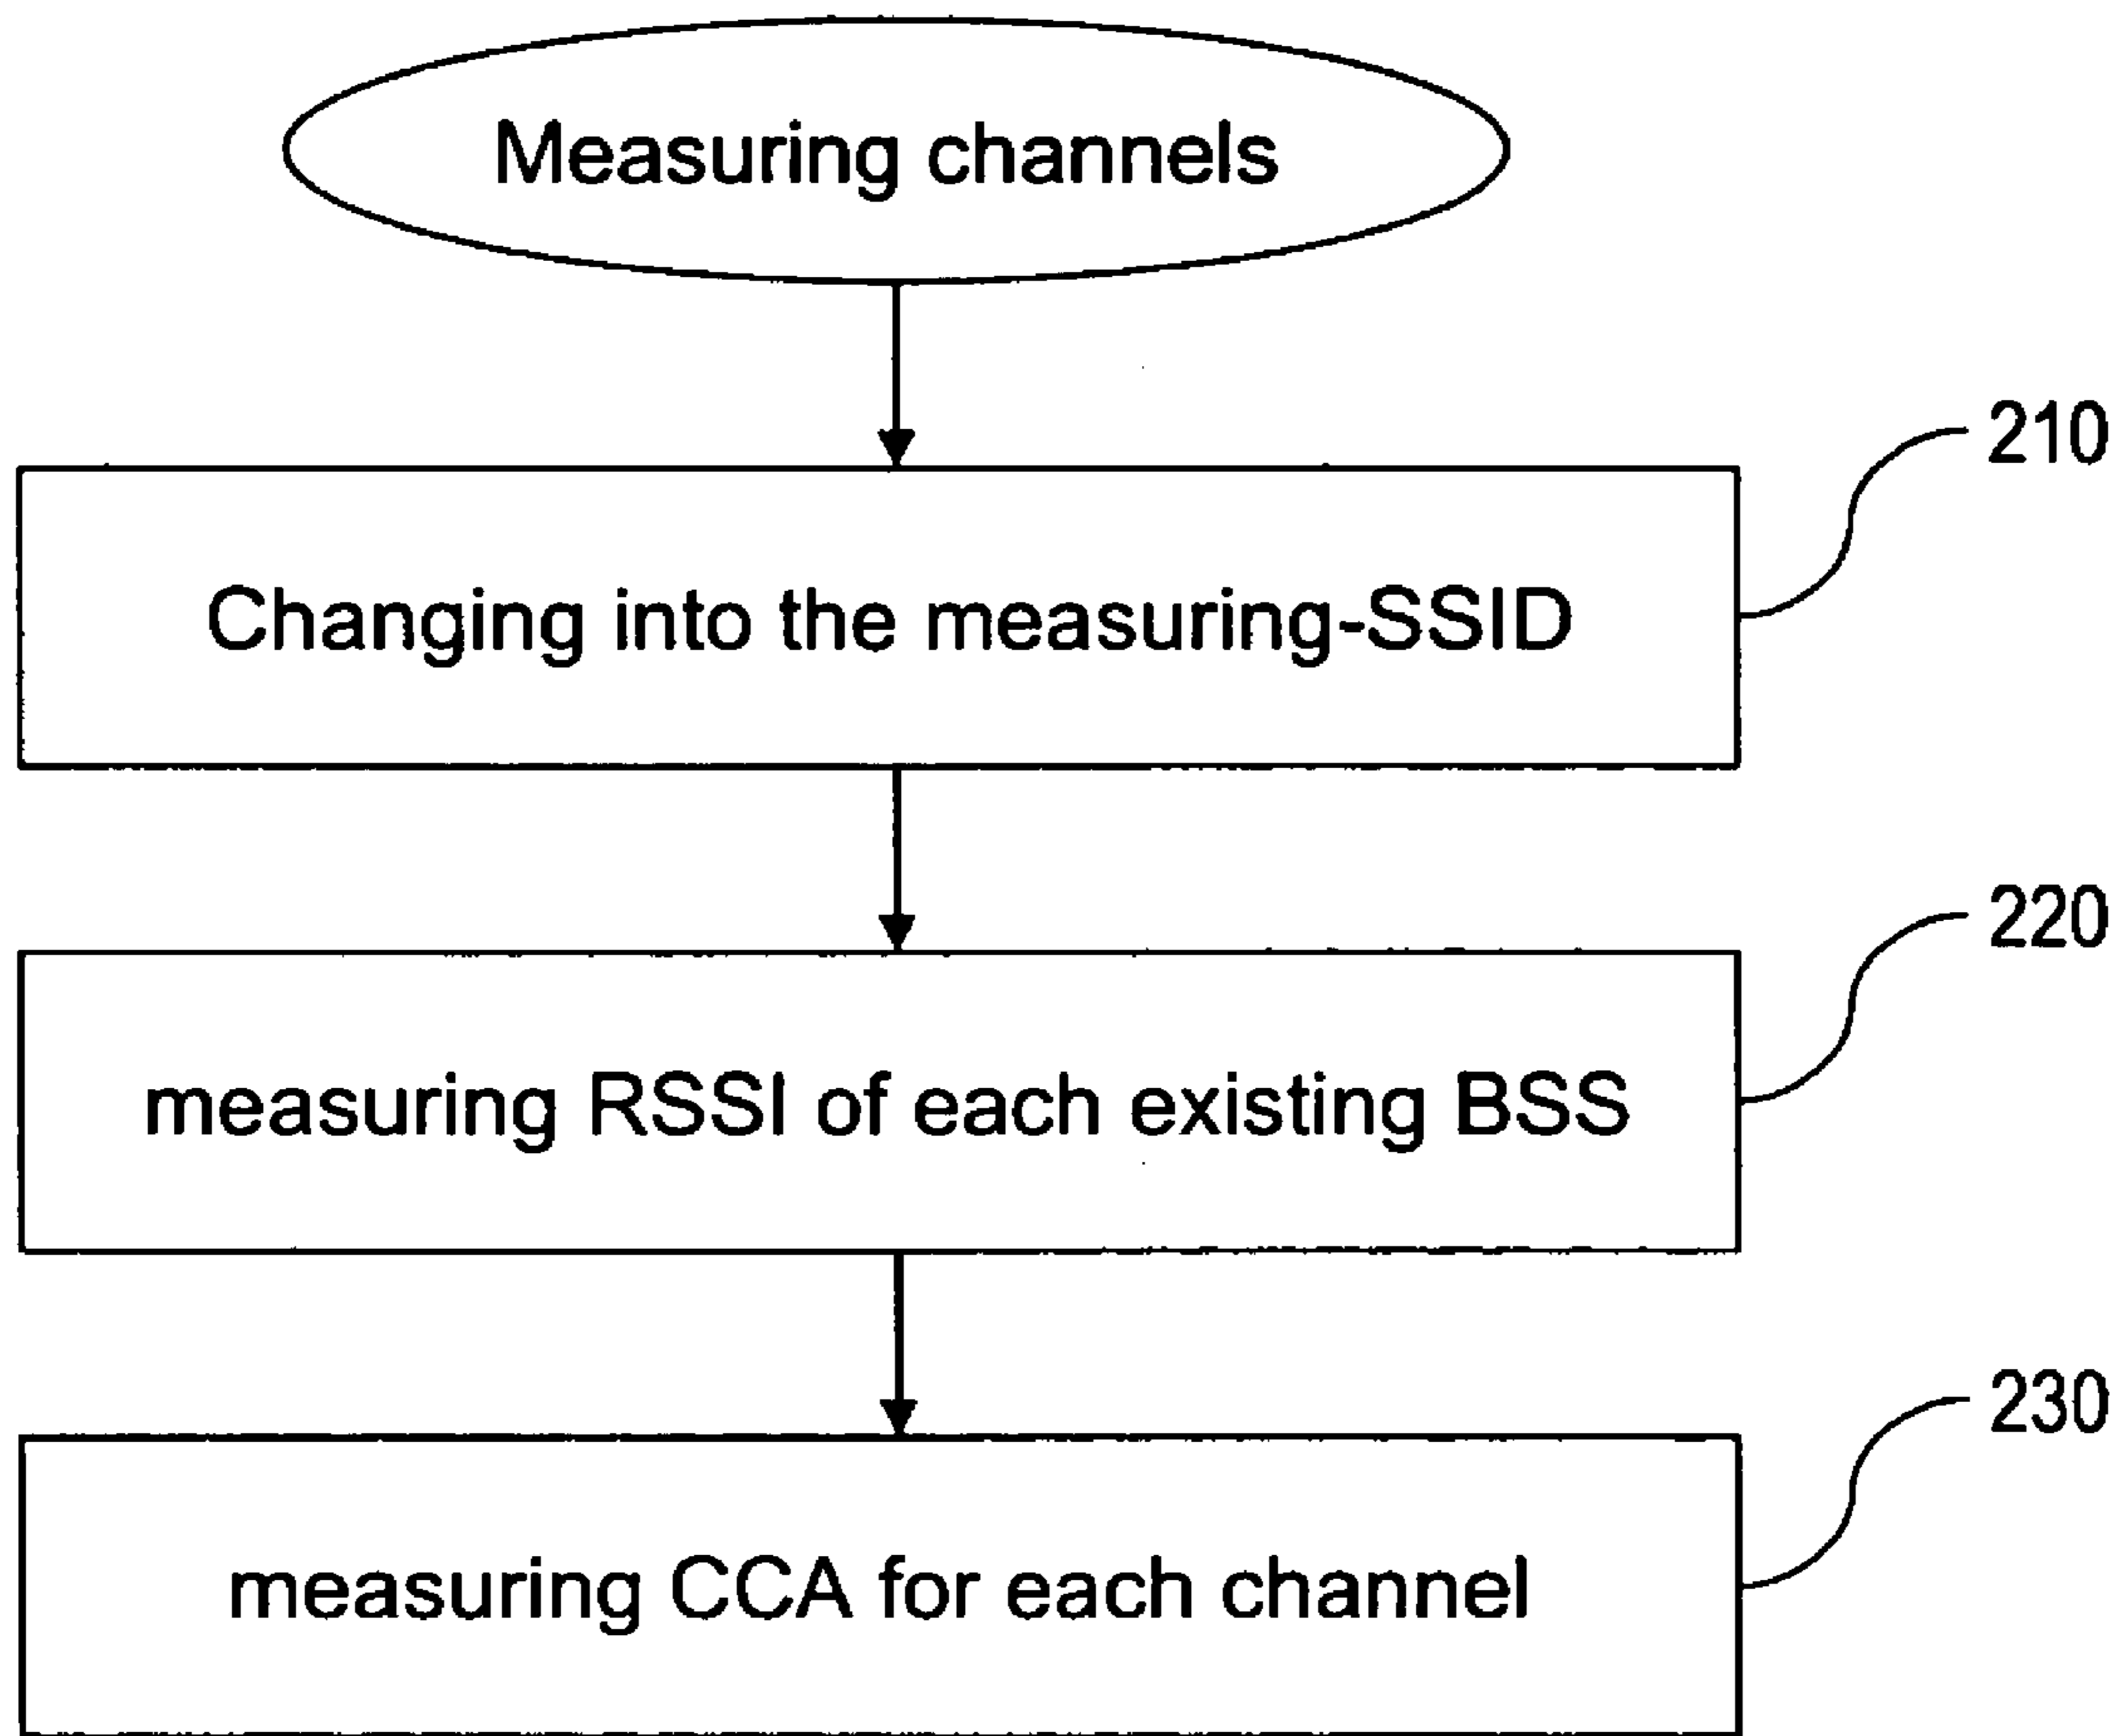 Measuring channels
210
Changing into the measuring-SSID
220
measuring RSSI of each existing BSS
230
measuring CCA for each channel